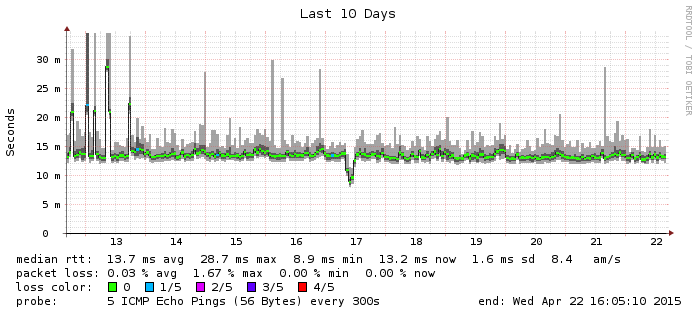 Last 10 Days
RRDTOOL / TOBI OETIKER
Seconds
30 m
25 m
20 m
15 m
10 m
5 m
0
13 14 15 16 17 18 19 20 21 22
median rtt: 13.7 ms avg 28.7 ms max 8.9 ms min 13.2 ms now 1.6 ms sd 8.4 am/s
packet loss: 0.03 % avg 1.67 % max 0.00 % min 0.00 % now
loss color: 0 1/5 2/5 3/5 4/5
probe: 5 ICMP Echo Pings (56 Bytes) every 300s end: Wed Apr 22 16:05:10 2015